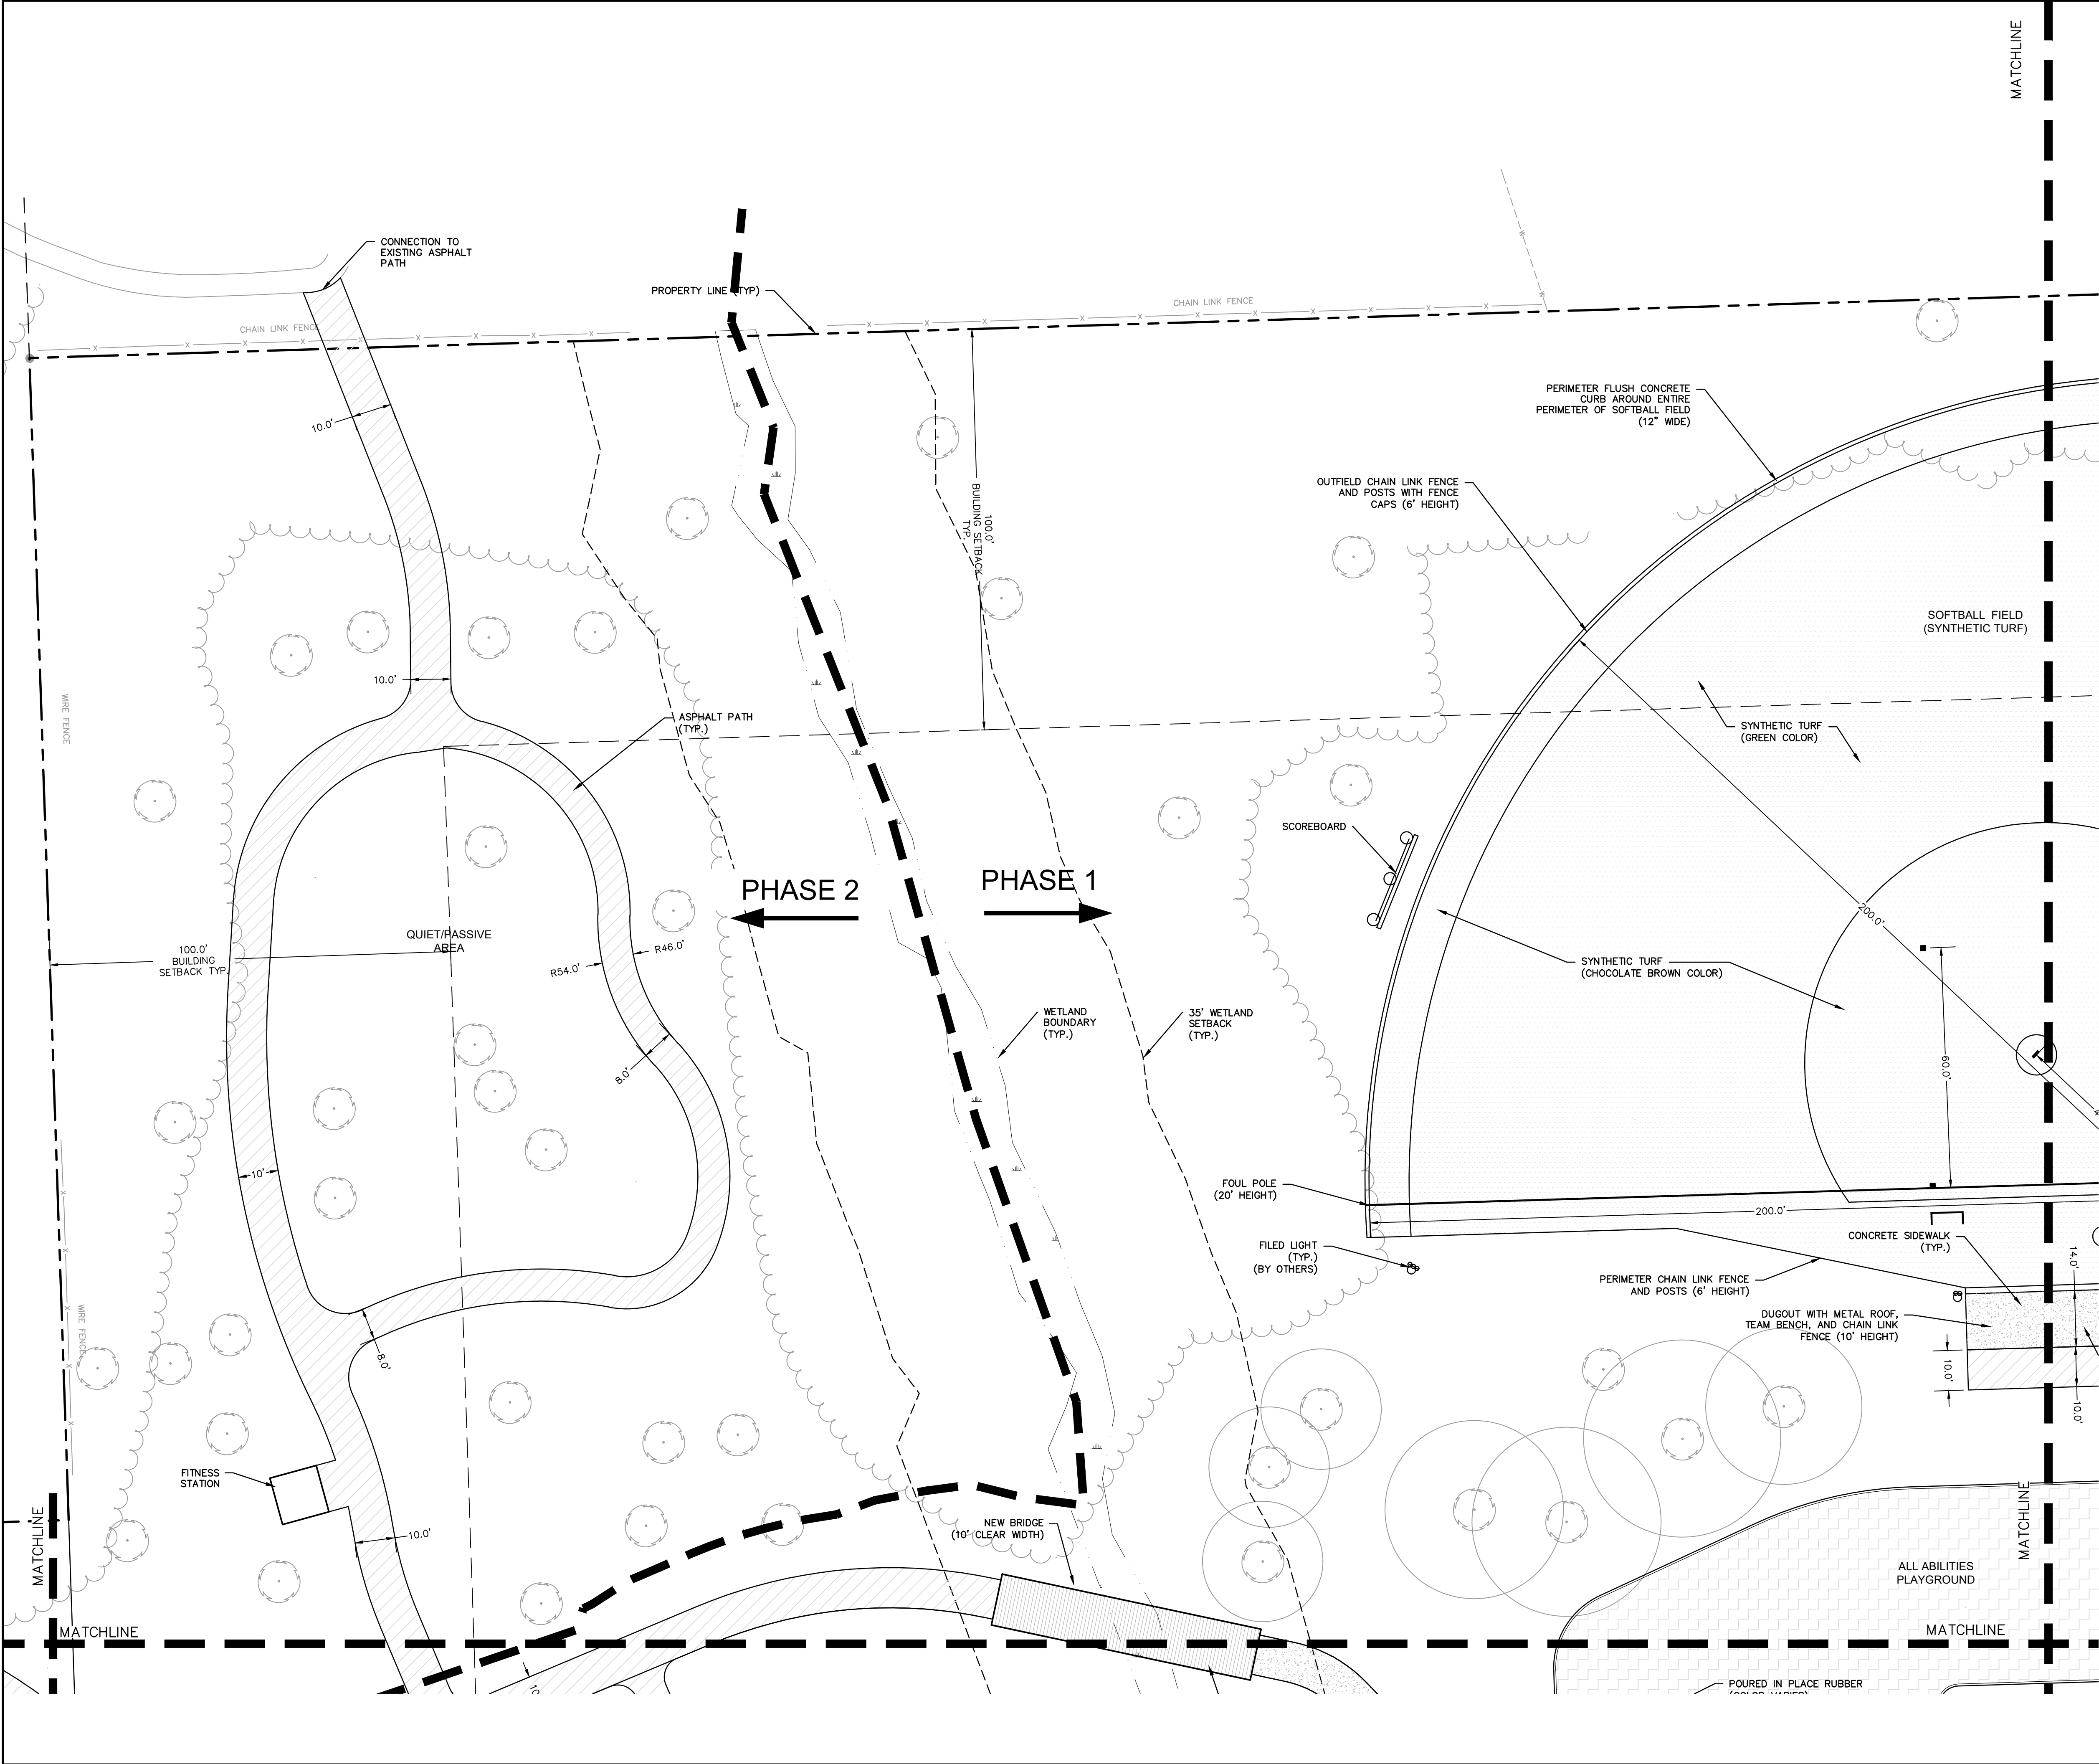 MATCHLINE
CONNECTION TO
EXISTING ASPHALT
PATH
PROPERTY LINE (TYP)
CHAIN LINK FENCE
CHAIN LINK FENCE
PERIMETER FLUSH CONCRETE
CURB AROUND ENTIRE
PERIMETER OF SOFTBALL FIELD
(12" WIDE)
10.0'
OUTFIELD CHAIN LINK FENCE
AND POSTS WITH FENCE
CAPS (6' HEIGHT)
100.0'
BUILDING SETBACK
TYP.
SOFTBALL FIELD
(SYNTHETIC TURF)
10.0'
WIRE FENCE
ASPHALT PATH
(TYP.)
SYNTHETIC TURF
(GREEN COLOR)
SCOREBOARD
PHASE 2
PHASE 1
200.0'
QUIET/PASSIVE
AREA
100.0'
BUILDING
SETBACK TYP.
R54.0'
R46.0'
SYNTHETIC TURF
(CHOCOLATE BROWN COLOR)
WETLAND
BOUNDARY
(TYP.)
35' WETLAND
SETBACK
(TYP.)
60.0'
8.0'
10'
FOUL POLE
(20' HEIGHT)
200.0'
CONCRETE SIDEWALK
(TYP.)
FILED LIGHT
(TYP.)
(BY OTHERS)
14.0'
PERIMETER CHAIN LINK FENCE
AND POSTS (6' HEIGHT)
DUGOUT WITH METAL ROOF,
TEAM BENCH, AND CHAIN LINK
FENCE (10' HEIGHT)
WIRE FENCE
8.0'
10.0'
10.0'
FITNESS
STATION
MATCHLINE
10.0'
NEW BRIDGE
(10' CLEAR WIDTH)
MATCHLINE
ALL ABILITIES
PLAYGROUND
MATCHLINE
MATCHLINE
10
POURED IN PLACE RUBBER